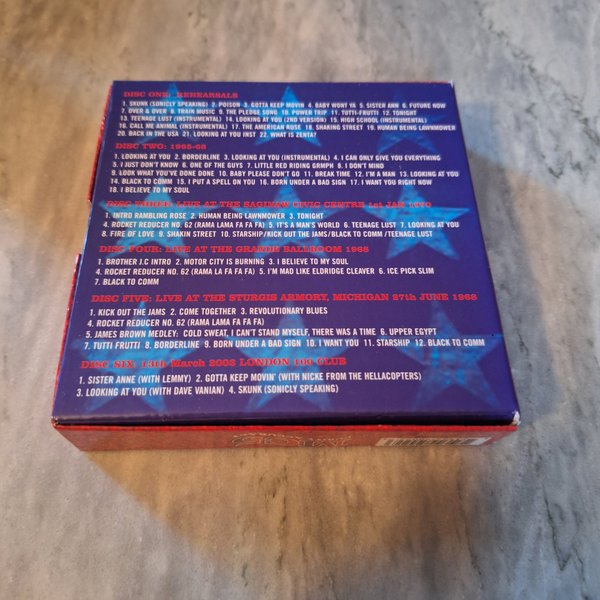 DISC ONE: REHEARSALS
1. SKUNK (SONICLY SPEAKING) 2. POISON 3. GOTTA KEEP MOVIN 4. BABY WONT YA 5. SISTER ANN 6. FUTURE NOW
7. OVER & OVER 8. TRAIN MUSIC 9. THE PLEDGE SONG 10. POWER TRIP 11. TUTTI-FRUTTI 12. TONIGHT
13. TEENAGE LUST (INSTRUMENTAL) 14. LOOKING AT YOU (2ND VERSION) 15. HIGH SCHOOL (INSTRUMENTAL)
16. CALL ME ANIMAL (INSTRUMENTAL) 17. THE AMERICAN RUSE 18. SHAKING STREET 19. HUMAN BEING LAWNMOWER
20. BACK IN THE USA 21. LOOKING AT YOU INST 22. WHAT IS ZENTA?
DISC TWO: 1965-68
1. LOOKING AT YOU 2. BORDERLINE 3. LOOKING AT YOU (INSTRUMENTAL) 4. I CAN ONLY GIVE YOU EVERYTHING
5. I JUST DON'T KNOW 6. ONE OF THE GUYS 7. LITTLE RED RIDING GRMPH 8. I DON'T MIND
9. LOOK WHAT YOU'VE DONE DONE 10. BABY PLEASE DON'T GO 11. BREAK TIME 12. I'M A MAN 13. LOOKING AT YOU
14. BLACK TO COMM 15. I PUT A SPELL ON YOU 16. BORN UNDER A BAD SIGN 17. I WANT YOU RIGHT NOW
18. I BELIEVE TO MY SOUL
DISC THREE: LIVE AT THE SAGINAW CIVIC CENTRE 1st JAN 1970
1. INTRO RAMBLING ROSE 2. HUMAN BEING LAWNMOWER 3. TONIGHT
4. ROCKET REDUCER NO. 62 (RAMA LAMA FA FA FA) 5. IT'S A MAN'S WORLD 6. TEENAGE LUST 7. LOOKING AT YOU
8. FIRE OF LOVE 9. SHAKIN STREET 10. STARSHIP/KICK OUT THE JAMS/BLACK TO COMM /TEENAGE LUST
DISC FOUR: LIVE AT THE GRANDE BALLROOM 1968
1. BROTHER J.C INTRO 2. MOTOR CITY IS BURNING 3. I BELIEVE TO MY SOUL
4. ROCKET REDUCER NO. 62 (RAMA LA FA FA FA) 5. I'M MAD LIKE ELDRIDGE CLEAVER 6. ICE PICK SLIM
7. BLACK TO COMM
DISC FIVE: LIVE AT THE STURGIS ARMORY, MICHIGAN 27th JUNE 1968
1. KICK OUT THE JAMS 2. COME TOGETHER 3. REVOLUTIONARY BLUES
4. ROCKET REDUCER NO. 62 (RAMA LAMA FA FA FA)
5. JAMES BROWN MEDLEY: COLD SWEAT, I CAN'T STAND MYSELF, THERE WAS A TIME 6. UPPER EGYPT
7. TUTTI FRUTTI 8. BORDERLINE 9. BORN UNDER A BAD SIGN 10. I WANT YOU 11. STARSHIP 12. BLACK TO COMM
Disc SIX 13th March 2003 LONDON 100 CLUB
1. SISTER ANNE (WITH LEMMY) 2. GOTTA KEEP MOVIN' (WITH NICKE FROM THE HELLACOPTERS)
3. LOOKING AT YOU (WITH DAVE VANIAN) 4. SKUNK (SONICLY SPEAKING)